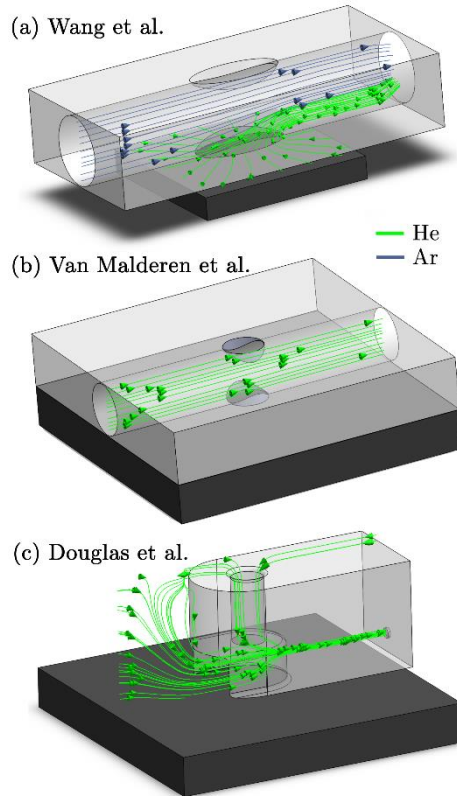 (a) Wang et al.
He
Ar
(b) Van Malderen et al.
(c) Douglas et al.